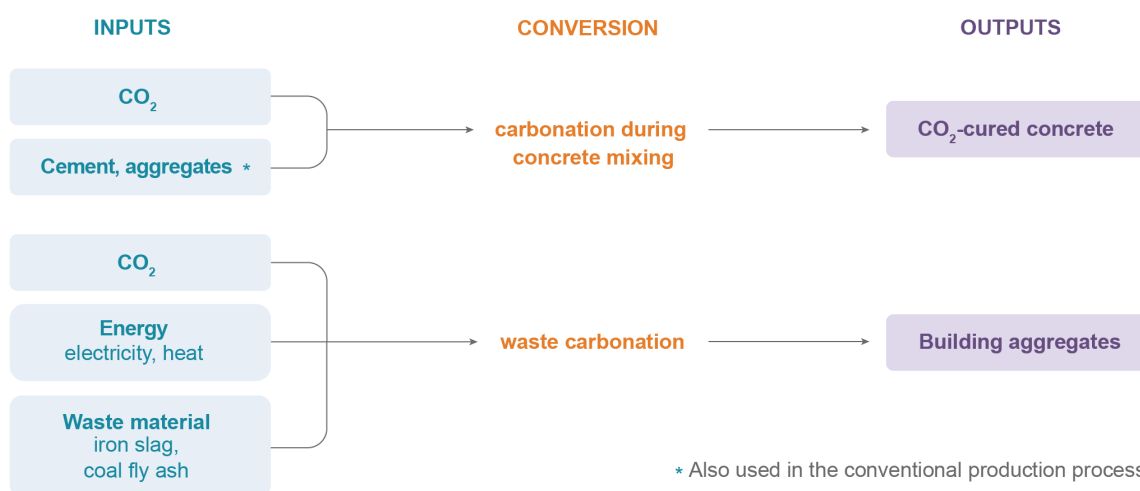 INPUTS
CONVERSION
OUTPUTS
CO₂
Cement, aggregates *
carbonation during
concrete mixing
CO₂-cured concrete
CO₂
Energy
electricity, heat
Waste material
iron slag,
coal fly ash
waste carbonation
Building aggregates
* Also used in the conventional production process